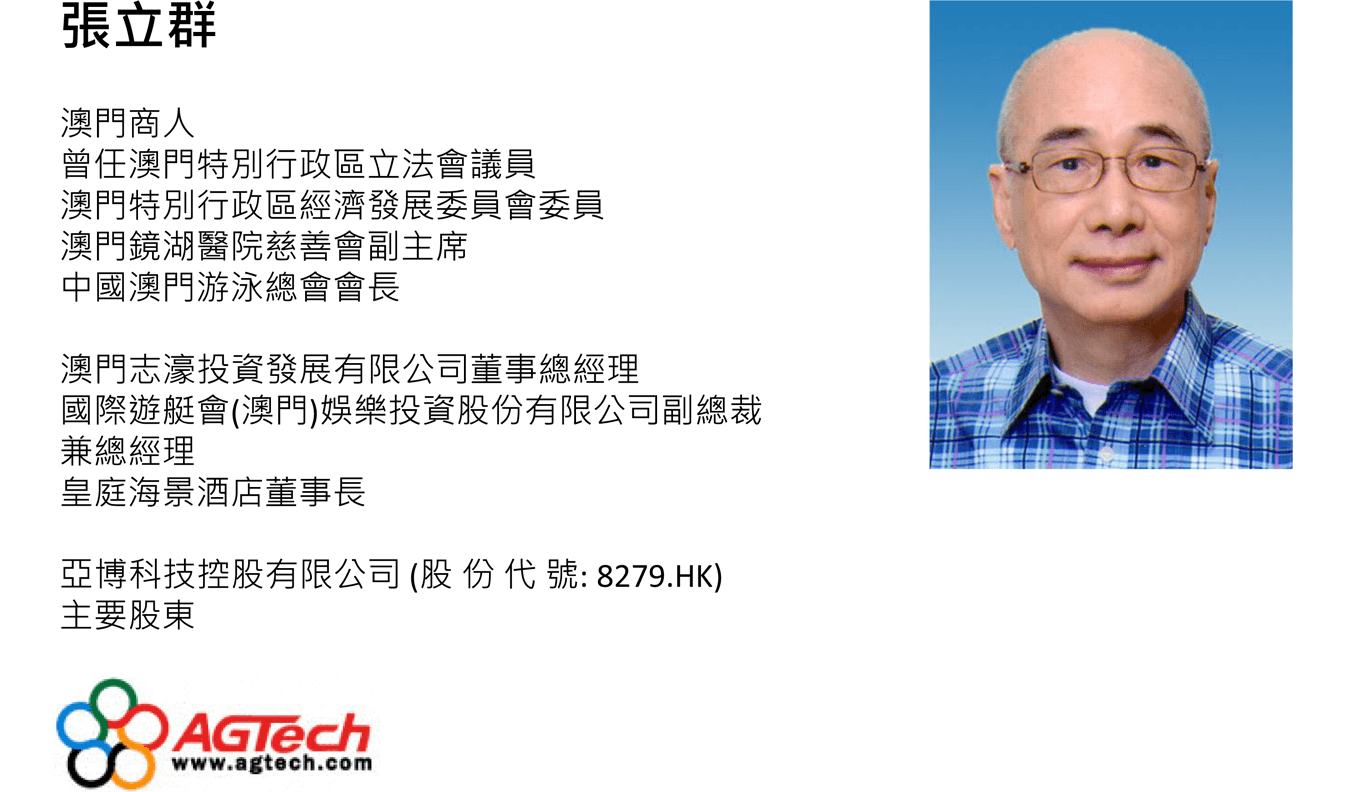 張立群
澳門商人
曾任澳門特別行政區立法會議員
澳門特別行政區經濟發展委員會委員
澳門鏡湖醫院慈善會副主席
中國澳門游泳總會會長
澳門志濠投資發展有限公司董事總經理
國際遊艇會(澳門)娛樂投資股份有限公司副總裁
兼總經理
皇庭海景酒店董事長
亞博科技控股有限公司 (股 份 代 號: 8279.HK)
主要股東
AGTech
www.agtech.com